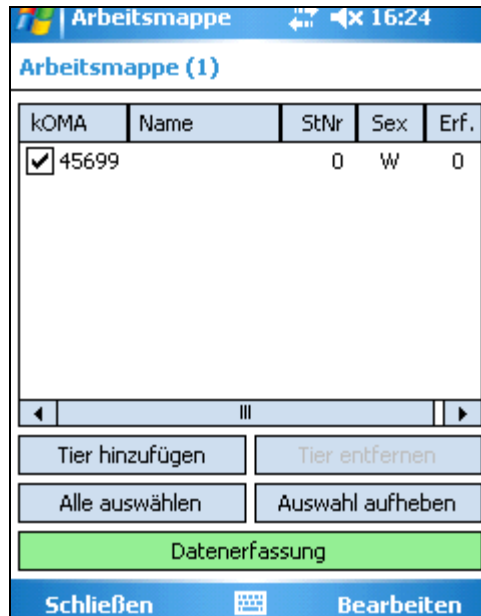 Arbeitsmappe 16:24
Arbeitsmappe (1)
kOMA Name StNr Sex Erf.
45699 0 W 0
Tier hinzufügen Tier entfernen
Alle auswählen Auswahl aufheben
Datenerfassung
Schließen Bearbeiten